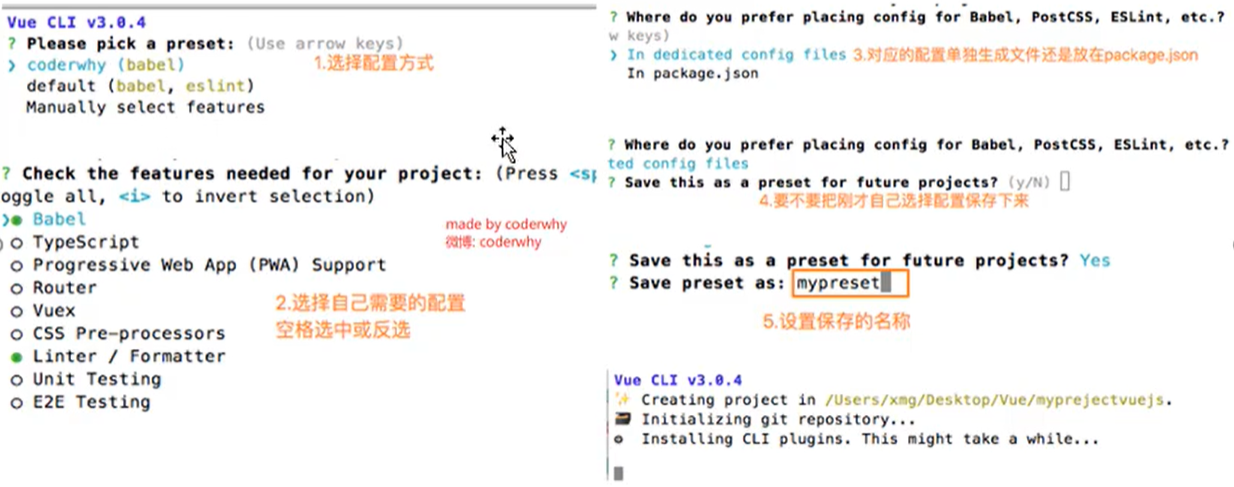 Vue CLI v3.0.4
? Please pick a preset: (Use arrow keys)
❯ coderwhy (babel)
1.选择配置方式
default (babel, eslint)
Manually select features
? Check the features needed for your project: (Press <sp
oggle all, <i> to invert selection)
❯◉ Babel
○ TypeScript
○ Progressive Web App (PWA) Support
○ Router
○ Vuex
○ CSS Pre-processors
◉ Linter / Formatter
○ Unit Testing
○ E2E Testing
made by coderwhy
微博: coderwhy
2.选择自己需要的配置
空格选中或反选
? Where do you prefer placing config for Babel, PostCSS, ESLint, etc.?
w keys)
❯ In dedicated config files 3.对应的配置单独生成文件还是放在package.json
In package.json
? Where do you prefer placing config for Babel, PostCSS, ESLint, etc.?
ted config files
? Save this as a preset for future projects? (y/N)
4.要不要把刚才自己选择配置保存下来
? Save this as a preset for future projects? Yes
? Save preset as: mypreset
5.设置保存的名称
Vue CLI v3.0.4
✨ Creating project in /Users/xmg/Desktop/Vue/myprejectvuejs.
🗃 Initializing git repository...
⚙ Installing CLI plugins. This might take a while...